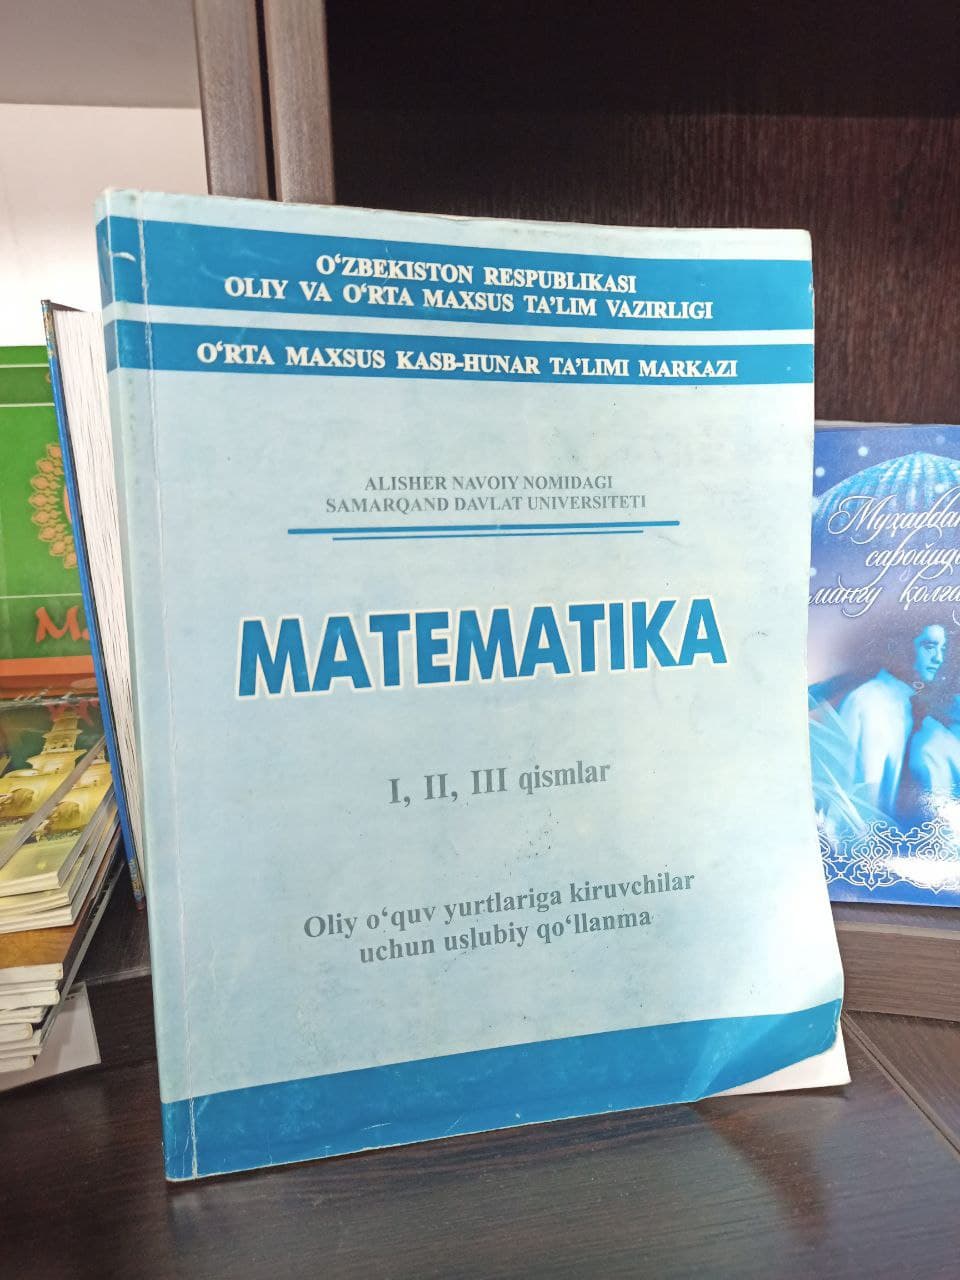 O‘ZBEKISTON RESPUBLIKASI
OLIY VA O‘RTA MAXSUS TA’LIM VAZIRLIGI
O‘RTA MAXSUS KASB-HUNAR TA’LIMI MARKAZI
ALISHER NAVOIY NOMIDAGI
SAMARQAND DAVLAT UNIVERSITETI
MATEMATIKA
I, II, III qismlar
Oliy o‘quv yurtlariga kiruvchilar
uchun uslubiy qo‘llanma
мангу